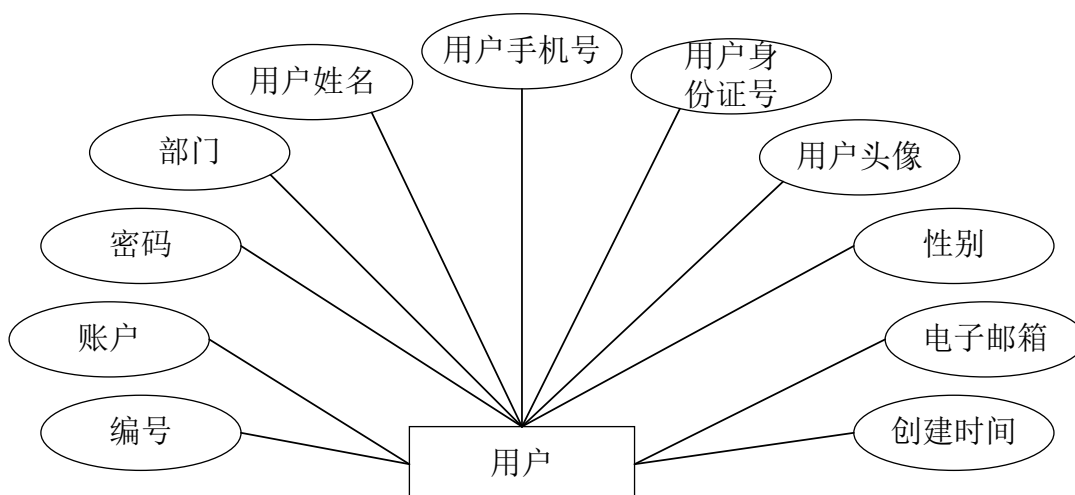 用户手机号
用户身
份证号
用户姓名
部门
用户头像
密码
性别
账户
电子邮箱
编号
创建时间
用户